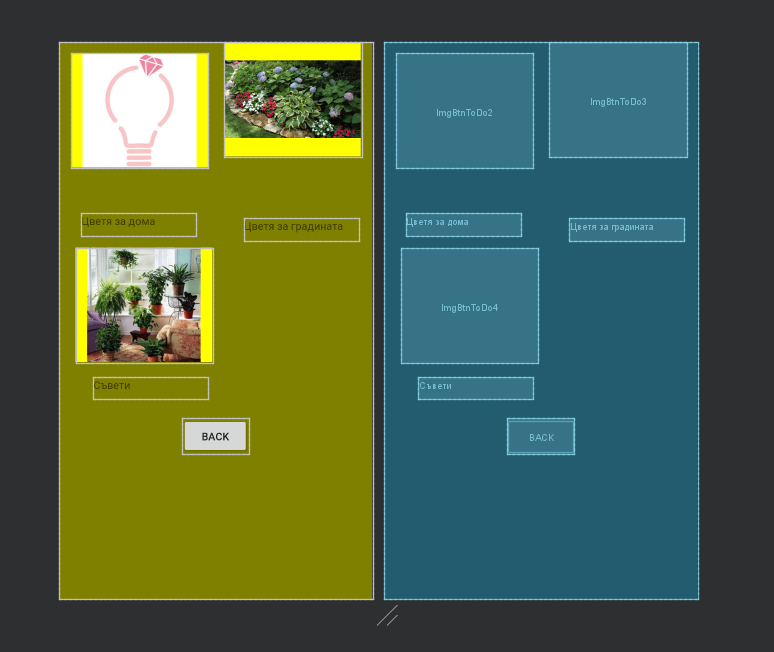 Цветя за дома
Цветя за градината
Съвети
BACK
ImgBtnToDo2
ImgBtnToDo3
Цветя за дома
Цветя за градината
ImgBtnToDo4
Съвети
BACK